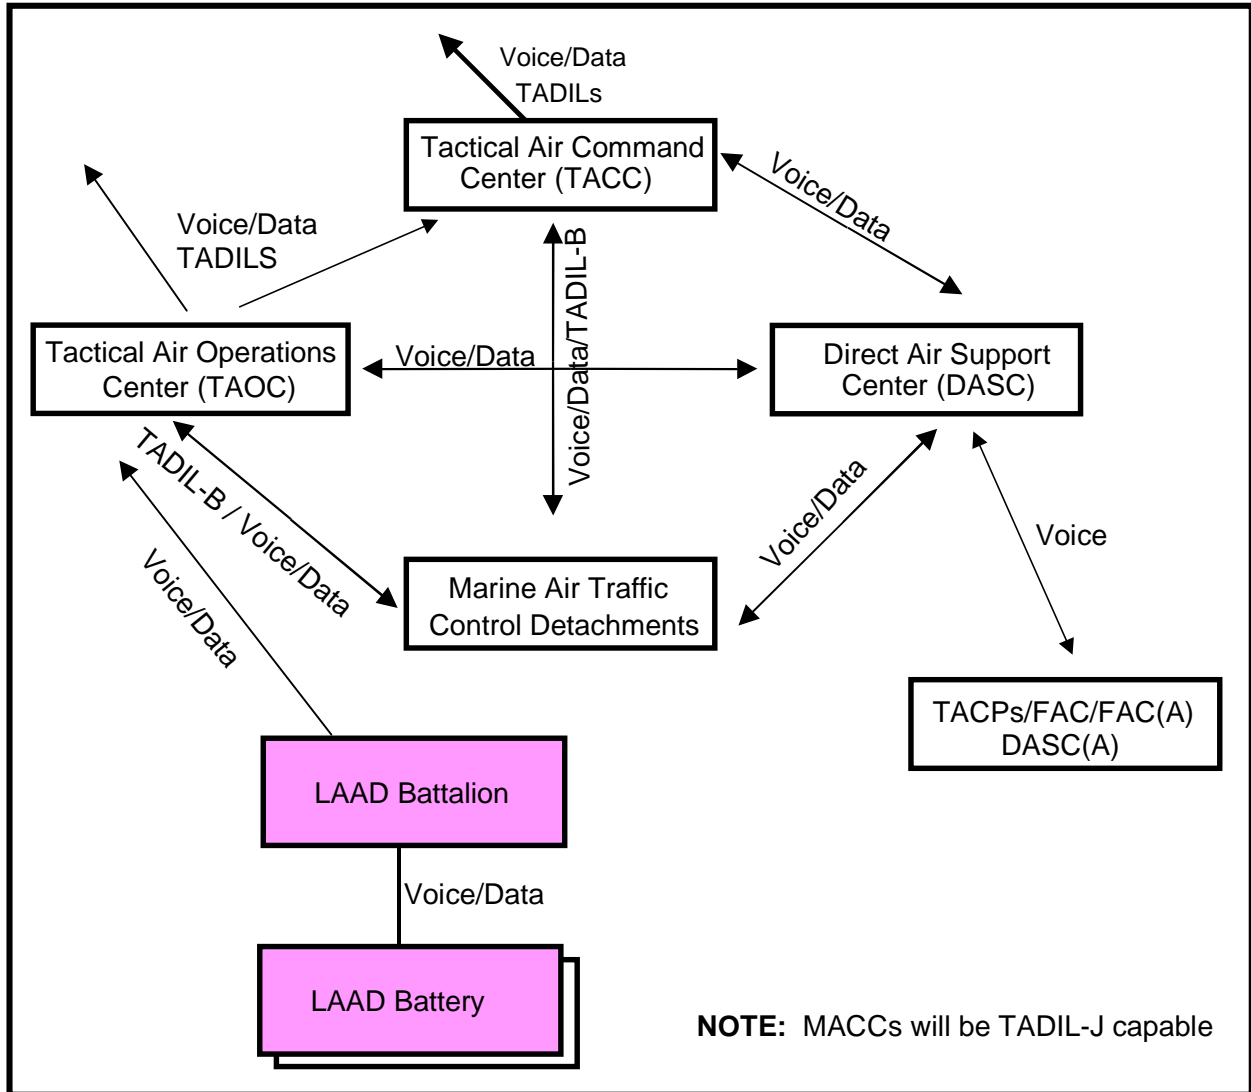 Voice/Data
TADILs
Tactical Air Command
Center (TACC)
Voice/Data
Voice/Data
TADILS
Voice/Data/TADIL-B
Tactical Air Operations
Center (TAOC)
Voice/Data
Direct Air Support
Center (DASC)
TADIL-B / Voice/Data
Voice/Data
Voice
Voice/Data
Marine Air Traffic
Control Detachments
TACPs/FAC/FAC(A)
DASC(A)
LAAD Battalion
Voice/Data
LAAD Battery
NOTE: MACCs will be TADIL-J capable